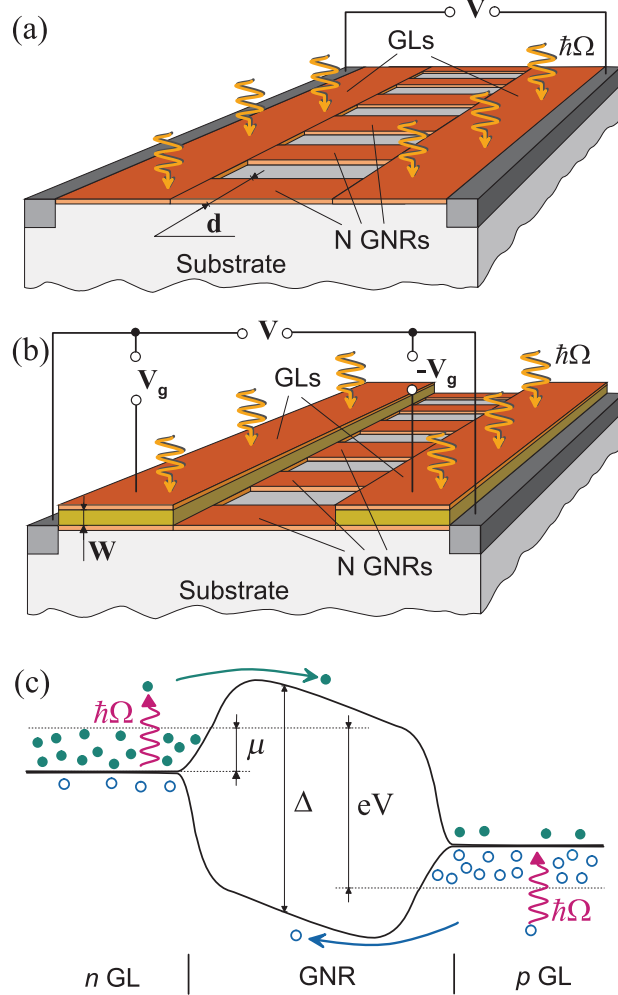 (a)
V
GLs
ħΩ
d
N GNRs
Substrate
(b)
V
ħΩ
V_g
-V_g
GLs
W
N GNRs
Substrate
(c)
ħΩ
μ
Δ
eV
ħΩ
n GL
GNR
p GL